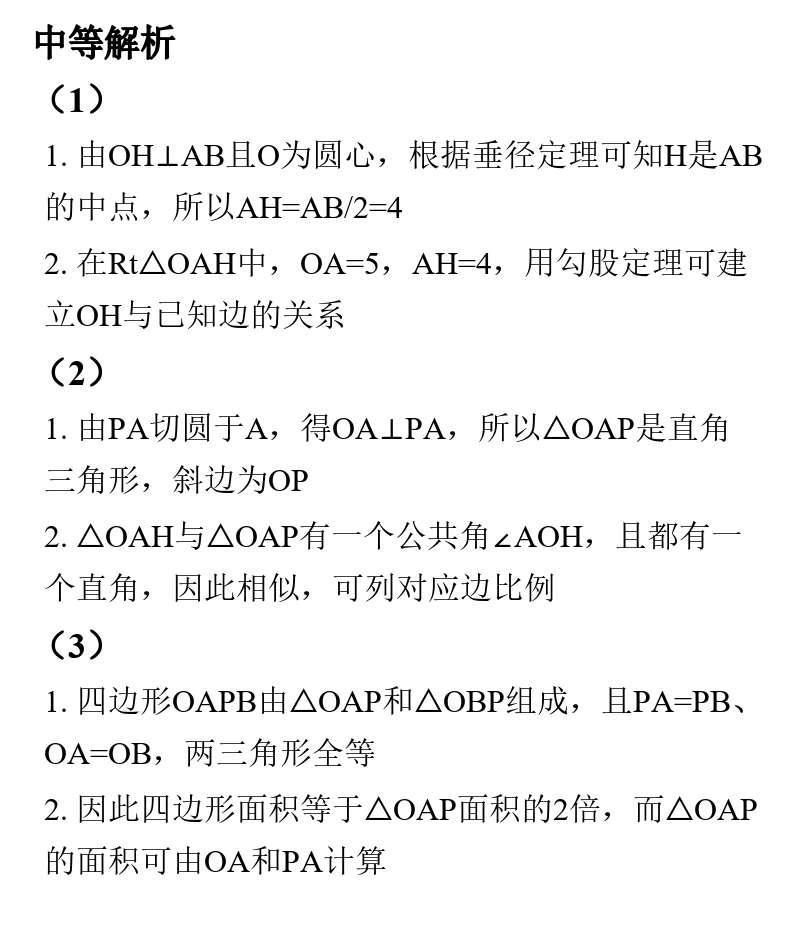 中等解析
（1）
1. 由OH⊥AB且O为圆心，根据垂径定理可知H是AB
的中点，所以AH=AB/2=4
2. 在Rt△OAH中，OA=5，AH=4，用勾股定理可建
立OH与已知边的关系
（2）
1. 由PA切圆于A，得OA⊥PA，所以△OAP是直角
三角形，斜边为OP
2. △OAH与△OAP有一个公共角∠AOH，且都有一
个直角，因此相似，可列对应边比例
（3）
1. 四边形OAPB由△OAP和△OBP组成，且PA=PB、
OA=OB，两三角形全等
2. 因此四边形面积等于△OAP面积的2倍，而△OAP
的面积可由OA和PA计算